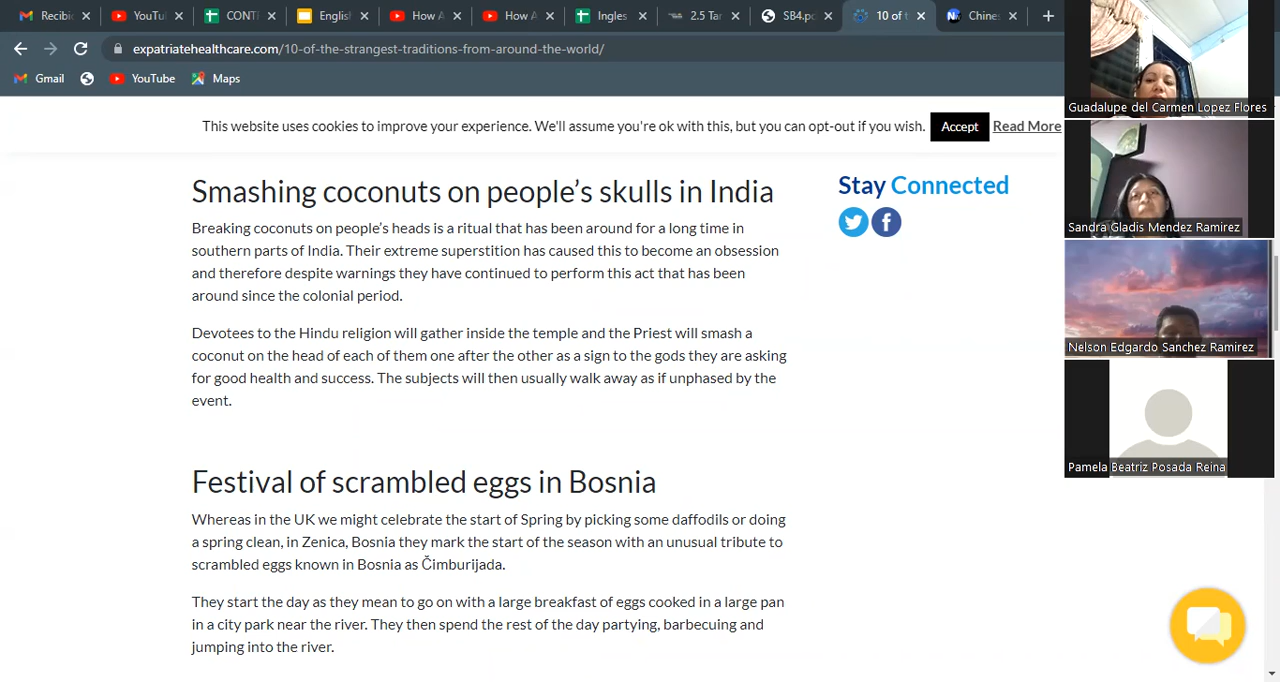 Recibi
YouTu
CONTI
Englis
How A
How A
Ingles
2.5 Tar
SB4.pd
10 of t
Chine
expatriatehealthcare.com/10-of-the-strangest-traditions-from-around-the-world/
Gmail
YouTube
Maps
This website uses cookies to improve your experience. We'll assume you're ok with this, but you can opt-out if you wish.
Accept
Read More
Smashing coconuts on people's skulls in India
Breaking coconuts on people's heads is a ritual that has been around for a long time in
southern parts of India. Their extreme superstition has caused this to become an obsession
and therefore despite warnings they have continued to perform this act that has been
around since the colonial period.
Devotees to the Hindu religion will gather inside the temple and the Priest will smash a
coconut on the head of each of them one after the other as a sign to the gods they are asking
for good health and success. The subjects will then usually walk away as if unphased by the
event.
Festival of scrambled eggs in Bosnia
Whereas in the UK we might celebrate the start of Spring by picking some daffodils or doing
a spring clean, in Zenica, Bosnia they mark the start of the season with an unusual tribute to
scrambled eggs known in Bosnia as Čimburijada.
They start the day as they mean to go on with a large breakfast of eggs cooked in a large pan
in a city park near the river. They then spend the rest of the day partying, barbecuing and
jumping into the river.
Stay Connected
Guadalupe del Carmen Lopez Flores
Sandra Gladis Mendez Ramirez
Nelson Edgardo Sanchez Ramirez
Pamela Beatriz Posada Reina